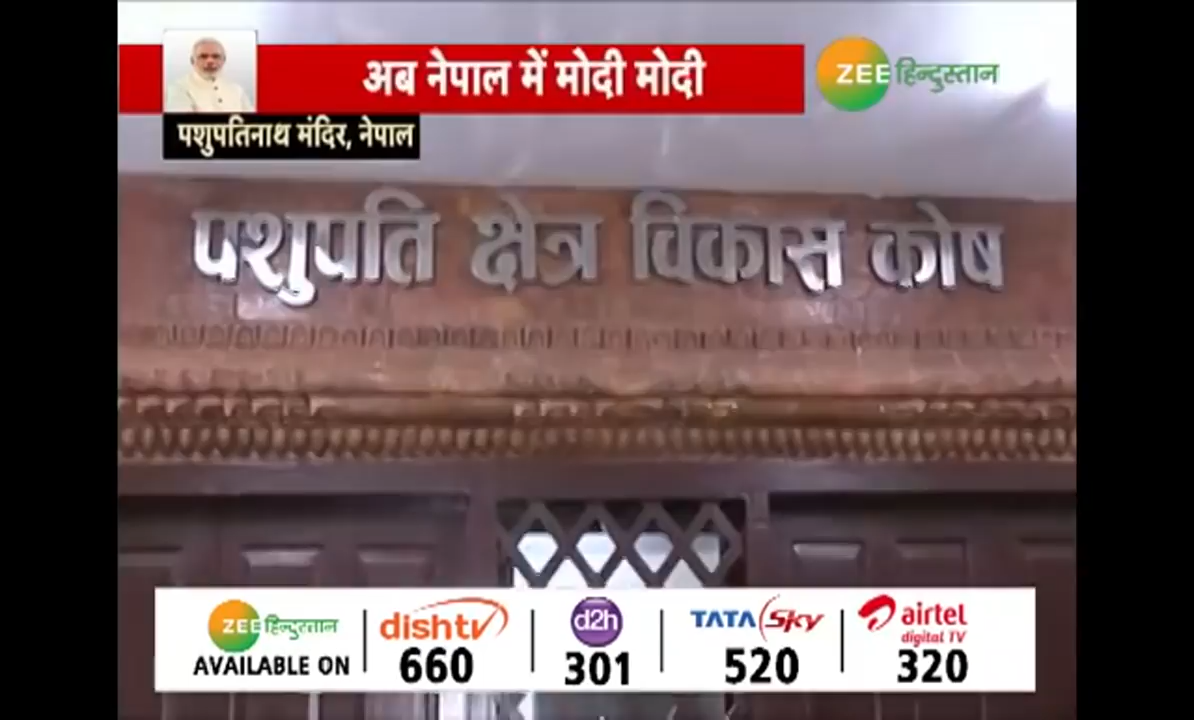 अब नेपाल में मोदी मोदी
ZEE हिन्दुस्तान
पशुपतिनाथ मंदिर, नेपाल
पशुपति क्षेत्र विकास कोष
ZEE हिन्दुस्तान
AVAILABLE ON
dishtv
660
d2h
301
TATA Sky
520
airtel
digital TV
320